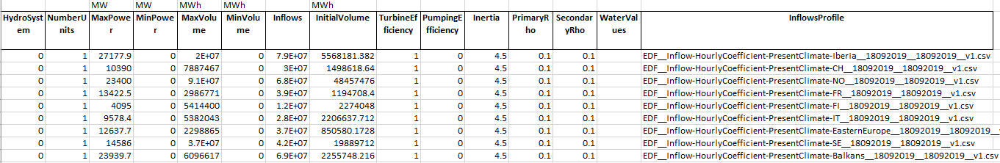 MW MW MWh MWh MWh
HydroSystem NumberUnits MaxPower MinPower MaxVolume MinVolume Inflows InitialVolume TurbineEfficiency PumpingEfficiency Inertia PrimaryRho SecondaryRho WaterValues InflowsProfile
0 1 27177.9 0 2E+07 0 7.9E+07 5568181.382 1 0 4.5 0.1 0.1 EDF__Inflow-HourlyCoefficient-PresentClimate-Iberia__18092019__18092019__v1.csv
0 1 10390 0 7887467 0 3E+07 1498618.64 1 0 4.5 0.1 0.1 EDF__Inflow-HourlyCoefficient-PresentClimate-CH__18092019__18092019__v1.csv
0 1 23400 0 9.1E+07 0 6.8E+07 48457476 1 0 4.5 0.1 0.1 EDF__Inflow-HourlyCoefficient-PresentClimate-NO__18092019__18092019__v1.csv
0 1 13422.5 0 2986771 0 3.9E+07 1194708.4 1 0 4.5 0.1 0.1 EDF__Inflow-HourlyCoefficient-PresentClimate-FR__18092019__18092019__v1.csv
0 1 4095 0 5414400 0 1.2E+07 2274048 1 0 4.5 0.1 0.1 EDF__Inflow-HourlyCoefficient-PresentClimate-FI__18092019__18092019__v1.csv
0 1 9578.4 0 5382043 0 2.8E+07 2206637.712 1 0 4.5 0.1 0.1 EDF__Inflow-HourlyCoefficient-PresentClimate-IT__18092019__18092019__v1.csv
0 1 12637.7 0 2298865 0 3.7E+07 850580.1728 1 0 4.5 0.1 0.1 EDF__Inflow-HourlyCoefficient-PresentClimate-EasternEurope__18092019__18092019__v
0 1 14586 0 3.7E+07 0 4.2E+07 19889712 1 0 4.5 0.1 0.1 EDF__Inflow-HourlyCoefficient-PresentClimate-SE__18092019__18092019__v1.csv
0 1 23939.7 0 6096617 0 6.9E+07 2255748.216 1 0 4.5 0.1 0.1 EDF__Inflow-HourlyCoefficient-PresentClimate-Balkans__18092019__18092019__v1.csv